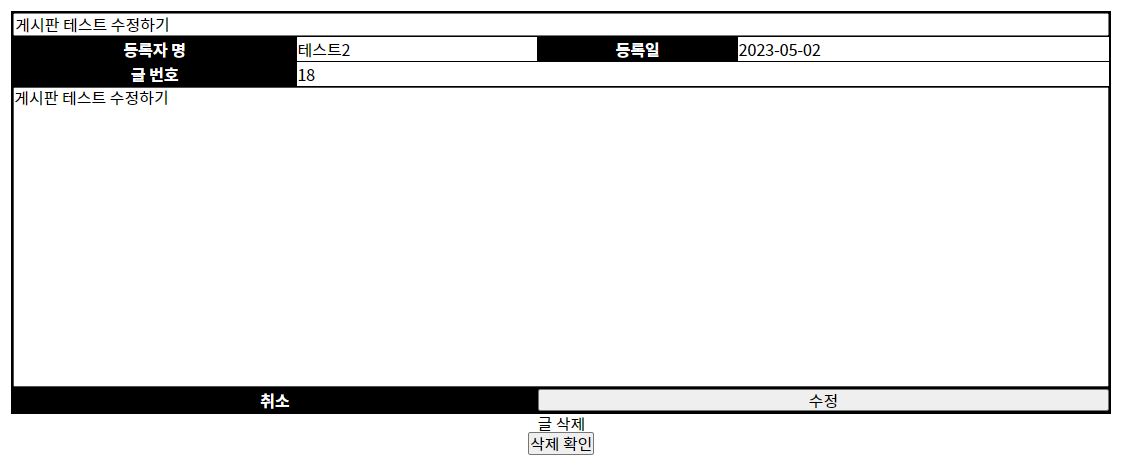 게시판 테스트 수정하기
등록자 명 테스트2 등록일 2023-05-02
글 번호 18
게시판 테스트 수정하기
취소 수정
글 삭제
삭제 확인